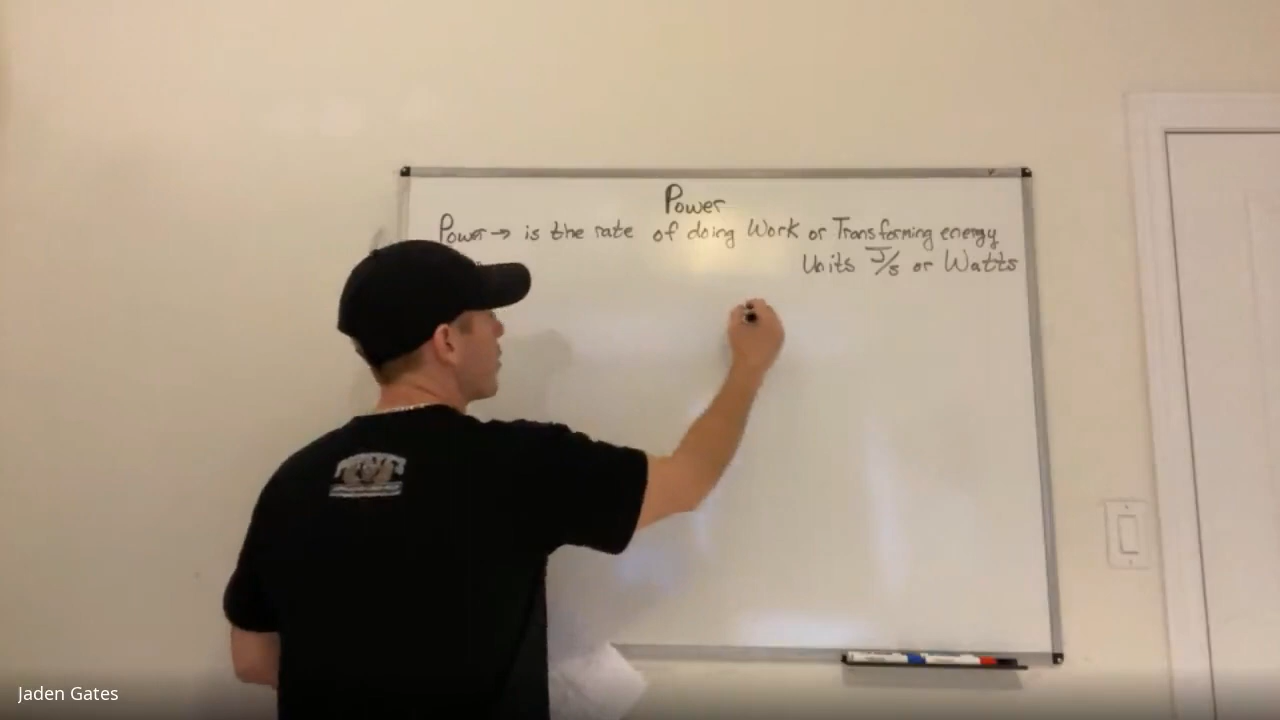 Power
Power → is the rate of doing Work or Transforming energy
Units J/s or Watts
Jaden Gates